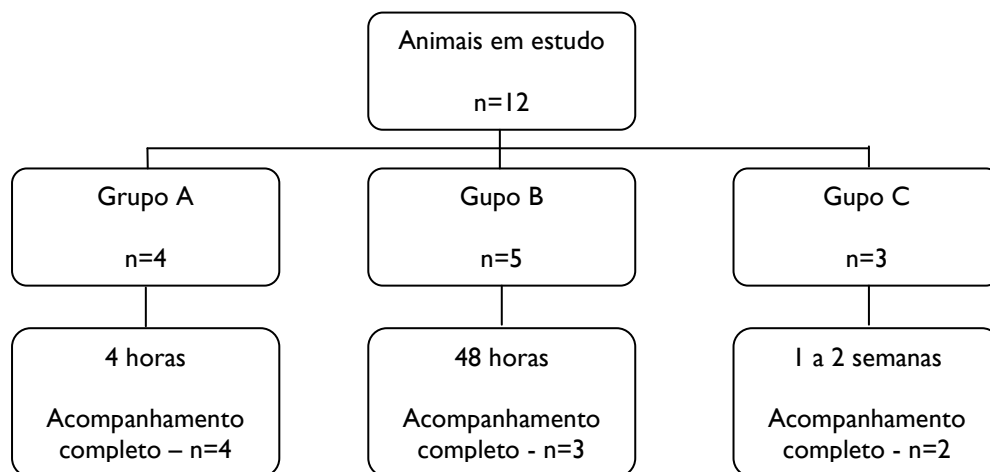 Animais em estudo
n=12
Grupo A
n=4
Gupo B
n=5
Gupo C
n=3
4 horas
Acompanhamento
completo – n=4
48 horas
Acompanhamento
completo - n=3
1 a 2 semanas
Acompanhamento
completo - n=2